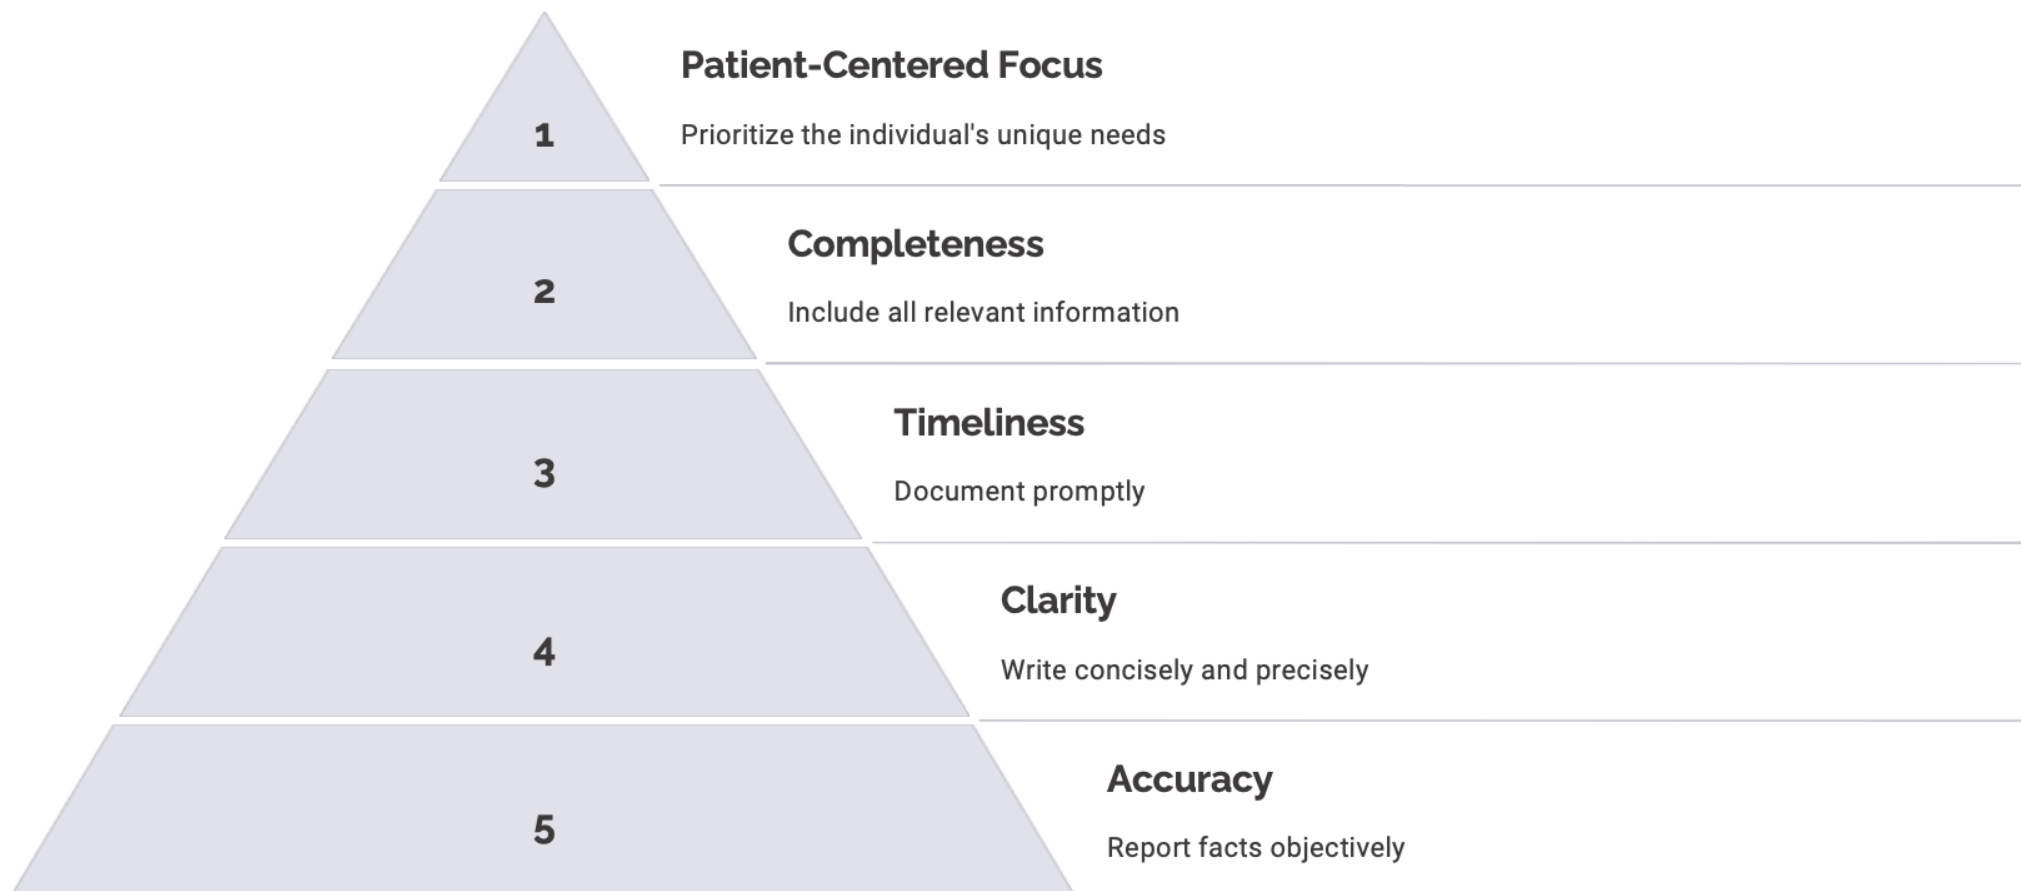 Patient-Centered Focus
1
Prioritize the individual's unique needs
Completeness
2
Include all relevant information
Timeliness
3
Document promptly
Clarity
4
Write concisely and precisely
Accuracy
5
Report facts objectively